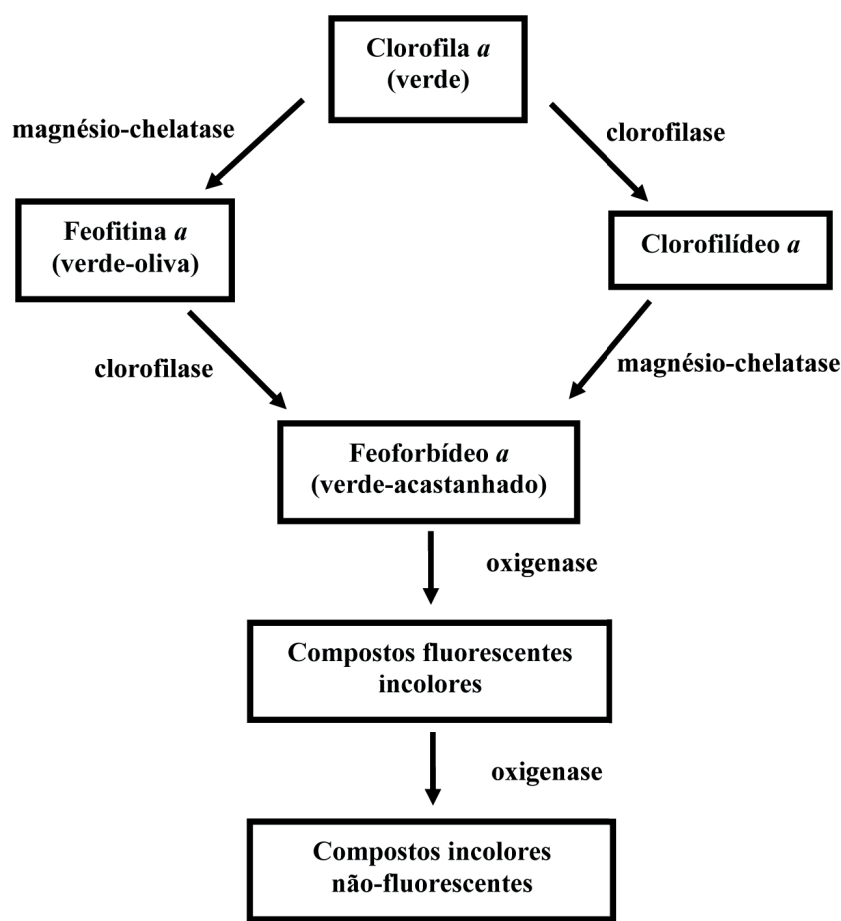 Clorofila a
(verde)
magnésio-chelatase
clorofilase
Feofitina a
(verde-oliva)
Clorofilídeo a
clorofilase
magnésio-chelatase
Feoforbídeo a
(verde-acastanhado)
oxigenase
Compostos fluorescentes
incolores
oxigenase
Compostos incolores
não-fluorescentes